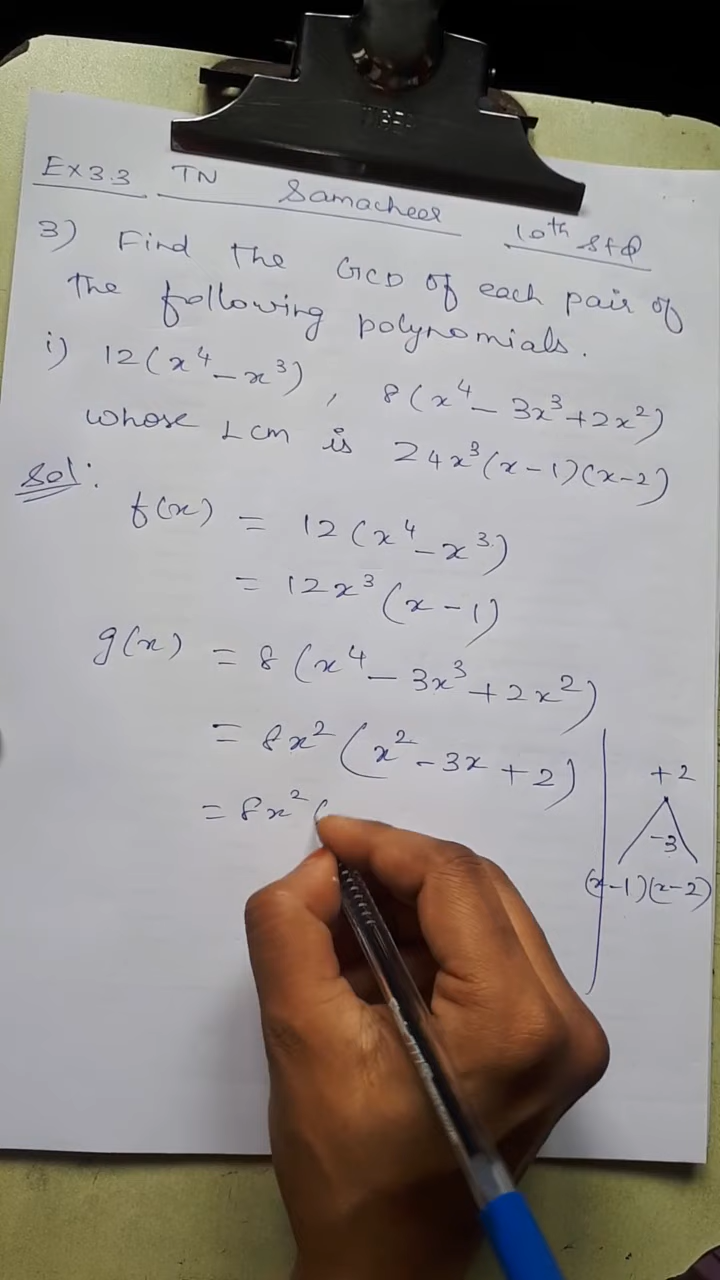 Ex 3.3 TN Samacheer 10th Std
3) Find the GCD of each pair of
the following polynomials.
i) 12(x⁴ - x³), 8(x⁴ - 3x³ + 2x²)
whose LCM is 24x³(x-1)(x-2)
Sol:
f(x) = 12(x⁴ - x³)
= 12x³(x - 1)
g(x) = 8(x⁴ - 3x³ + 2x²)
= 8x²(x² - 3x + 2)
= 8x²(
+2
-3
(x-1)(x-2)